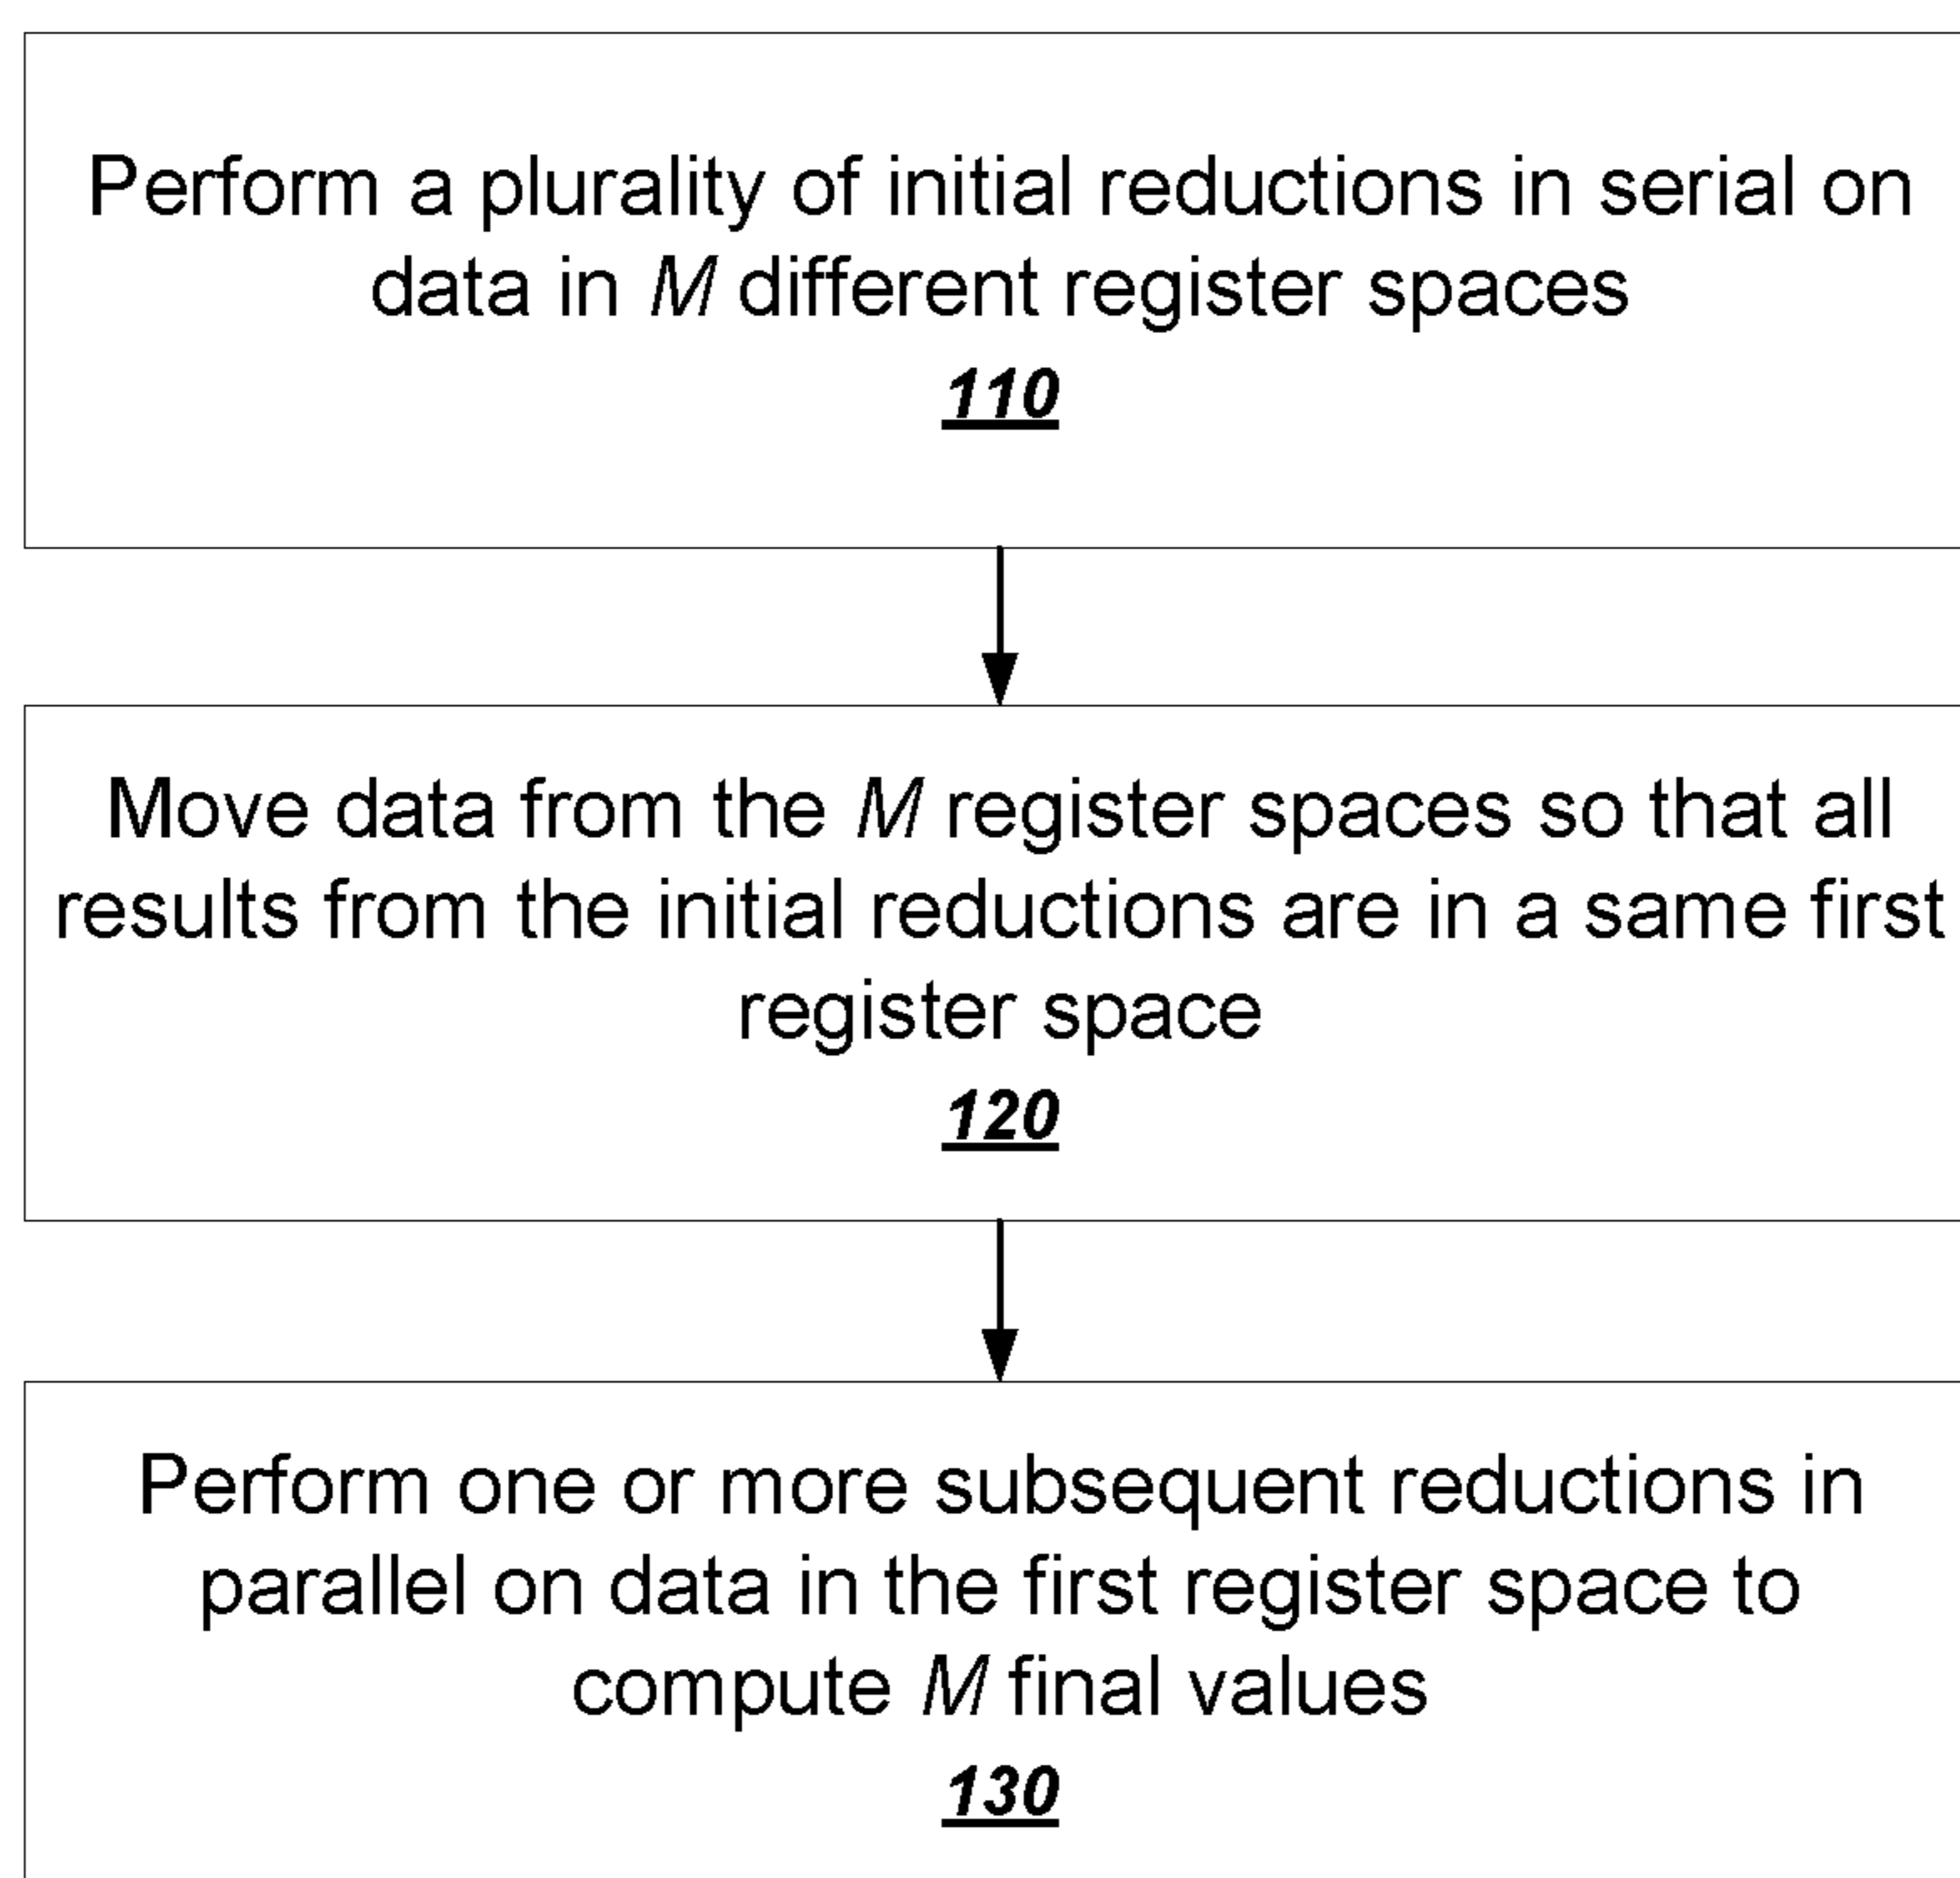 Perform a plurality of initial reductions in serial on
data in M different register spaces
110
Move data from the M register spaces so that all
results from the initial reductions are in a same first
register space
120
Perform one or more subsequent reductions in
parallel on data in the first register space to
compute M final values
130